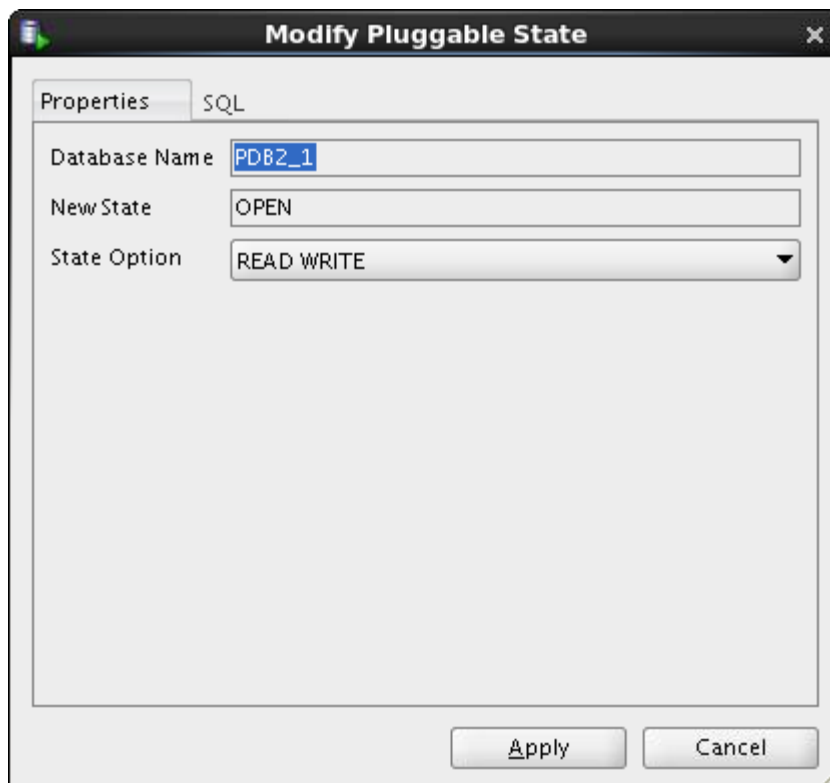 Modify Pluggable State
Properties SQL
Database Name PDB2_1
New State OPEN
State Option READ WRITE
Apply Cancel